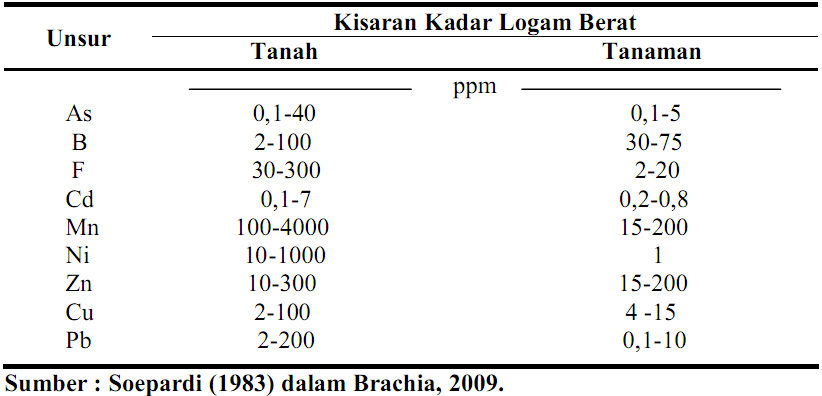 Unsur Kisaran Kadar Logam Berat
Tanah Tanaman
ppm
As 0,1-40 0,1-5
B 2-100 30-75
F 30-300 2-20
Cd 0,1-7 0,2-0,8
Mn 100-4000 15-200
Ni 10-1000 1
Zn 10-300 15-200
Cu 2-100 4 -15
Pb 2-200 0,1-10
Sumber : Soepardi (1983) dalam Brachia, 2009.